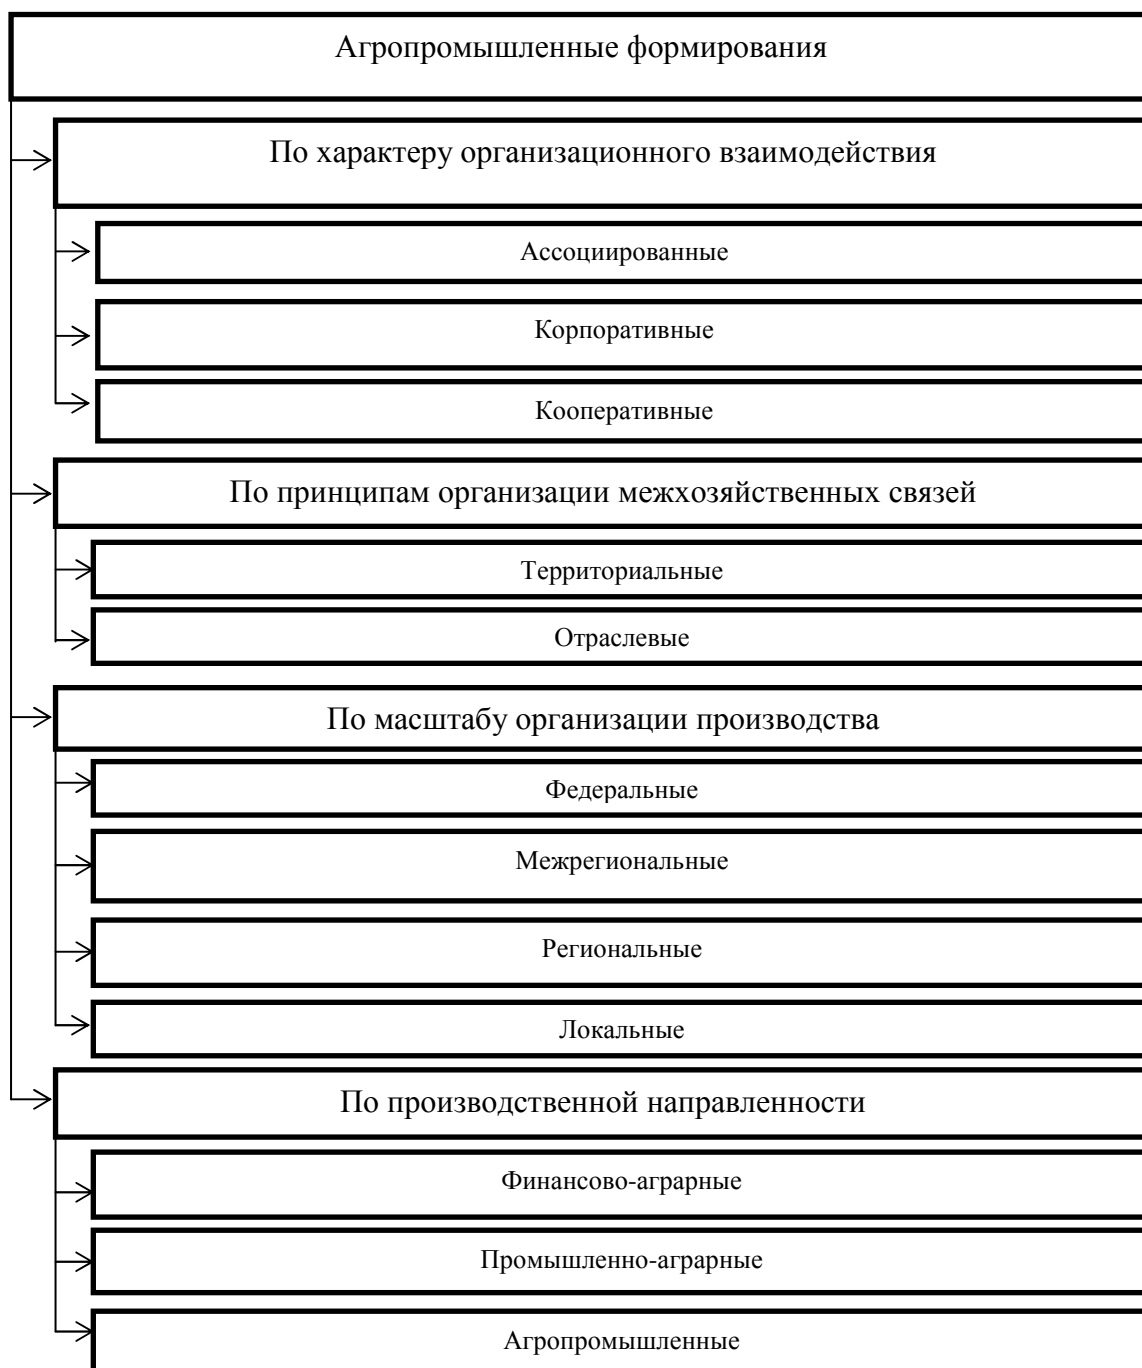 Агропромышленные формирования
По характеру организационного взаимодействия
Ассоциированные
Корпоративные
Кооперативные
По принципам организации межхозяйственных связей
Территориальные
Отраслевые
По масштабу организации производства
Федеральные
Межрегиональные
Региональные
Локальные
По производственной направленности
Финансово-аграрные
Промышленно-аграрные
Агропромышленные